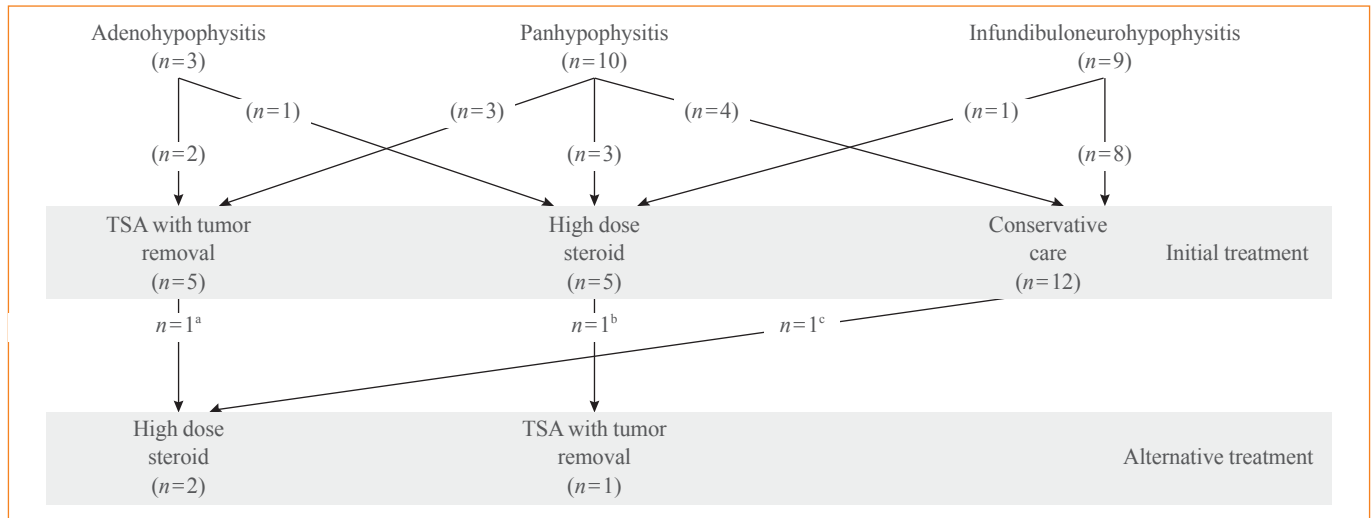 Adenohypophysitis
(n=3)
Panhypophysitis
(n=10)
Infundibuloneurohypophysitis
(n=9)
(n=1)
(n=3)
(n=4)
(n=1)
(n=2)
(n=3)
(n=8)
TSA with tumor
removal
(n=5)
High dose
steroid
(n=5)
Conservative
care
(n=12)
Initial treatment
n=1ᵃ
n=1ᵇ
n=1ᶜ
High dose
steroid
(n=2)
TSA with tumor
removal
(n=1)
Alternative treatment